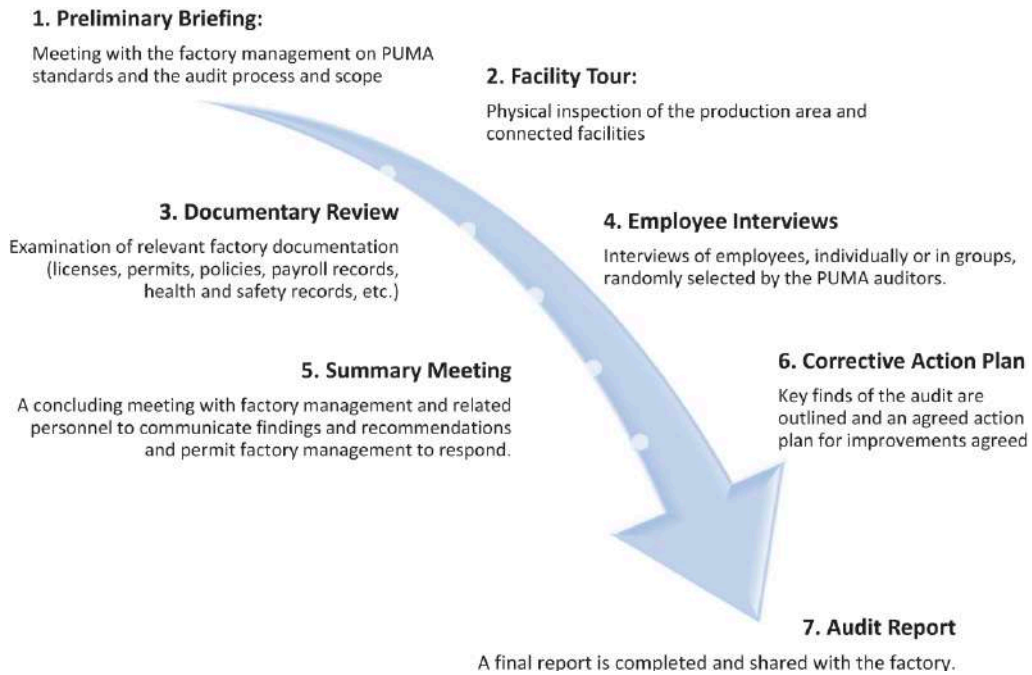 1. Preliminary Briefing:
Meeting with the factory management on PUMA
standards and the audit process and scope
2. Facility Tour:
Physical inspection of the production area and
connected facilities
3. Documentary Review
Examination of relevant factory documentation
(licenses, permits, policies, payroll records,
health and safety records, etc.)
4. Employee Interviews
Interviews of employees, individually or in groups,
randomly selected by the PUMA auditors.
5. Summary Meeting
A concluding meeting with factory management and related
personnel to communicate findings and recommendations
and permit factory management to respond.
6. Corrective Action Plan
Key finds of the audit are
outlined and an agreed action
plan for improvements agreed
7. Audit Report
A final report is completed and shared with the factory.